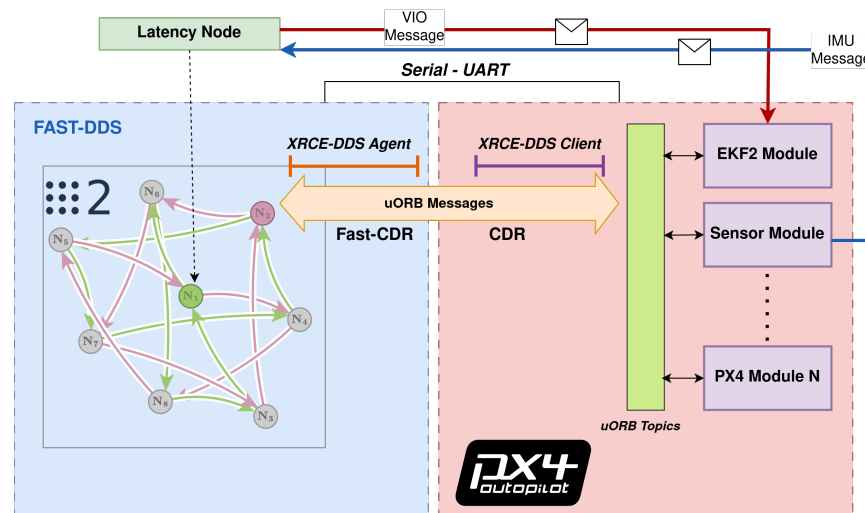 Latency Node
VIO
Message
IMU
Message
Serial - UART
FAST-DDS
XRCE-DDS Agent
XRCE-DDS Client
EKF2 Module
2
N₆
N₂
uORB Messages
N₅
Fast-CDR
CDR
Sensor Module
N₁
N₄
N₇
PX4 Module N
N₈
N₃
uORB Topics
px4
autopilot